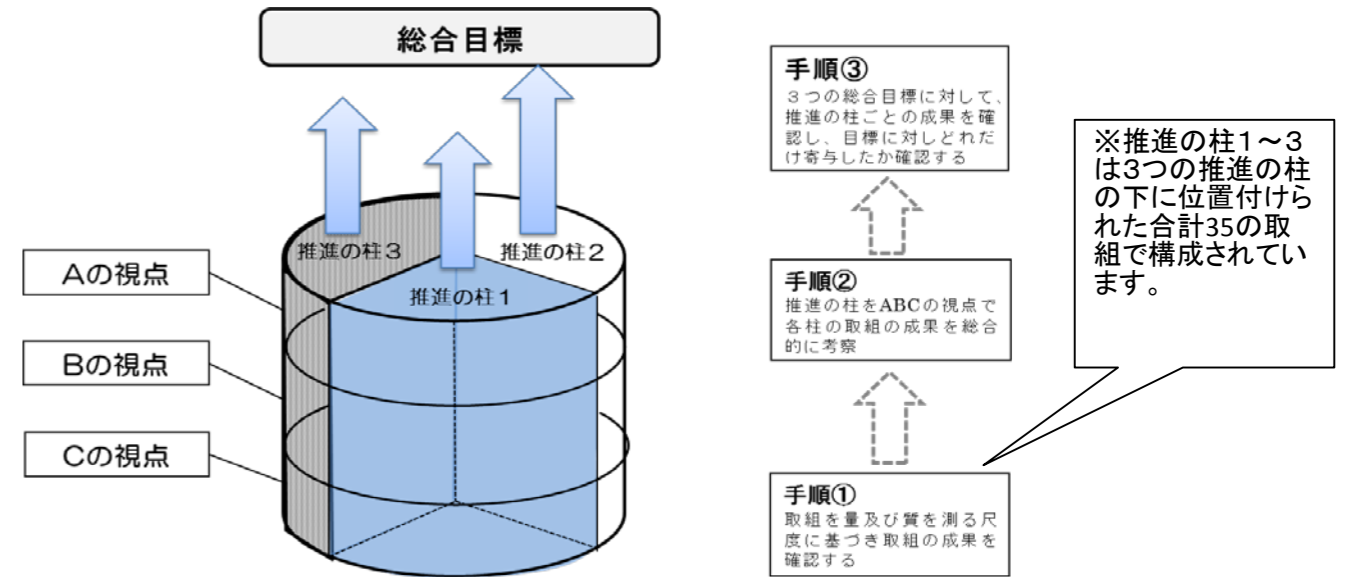 総合目標
推進の柱3
推進の柱2
推進の柱1
Aの視点
Bの視点
Cの視点
手順③
３つの総合目標に対して、
推進の柱ごとの成果を確
認し、目標に対しどれだ
け寄与したか確認する
手順②
推進の柱をABCの視点で
各柱の取組の成果を総合
的に考察
手順①
取組を量及び質を測る尺
度に基づき取組の成果を
確認する
※推進の柱１～３
は３つの推進の柱
の下に位置付けら
れた合計35の取
組で構成されてい
ます。